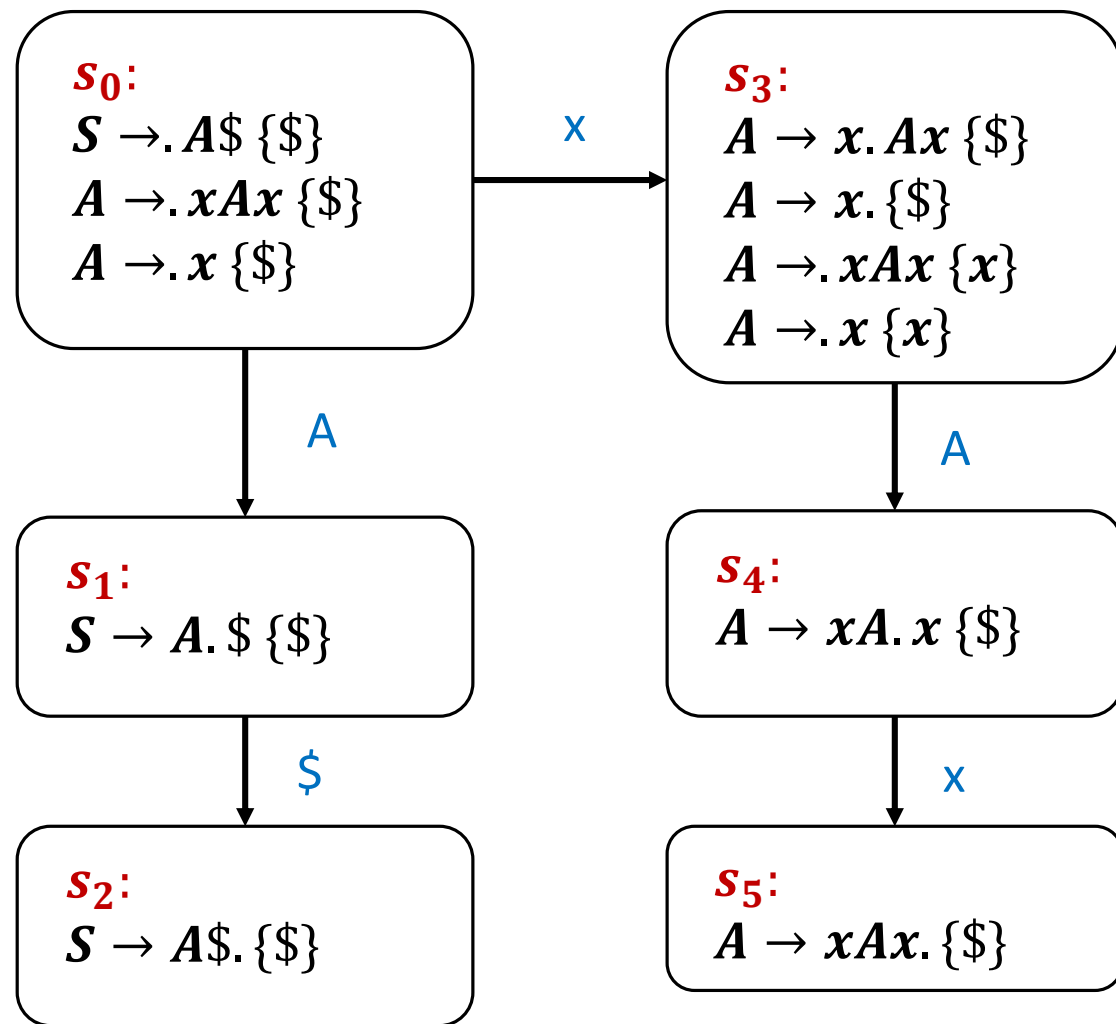 s₀:
S →. A$ {$}
A →. xAx {$}
A →. x {$}
x
s₃:
A → x. Ax {$}
A → x. {$}
A →. xAx {x}
A →. x {x}
A
A
s₁:
S → A. $ {$}
s₄:
A → xA. x {$}
$
x
s₂:
S → A$. {$}
s₅:
A → xAx. {$}